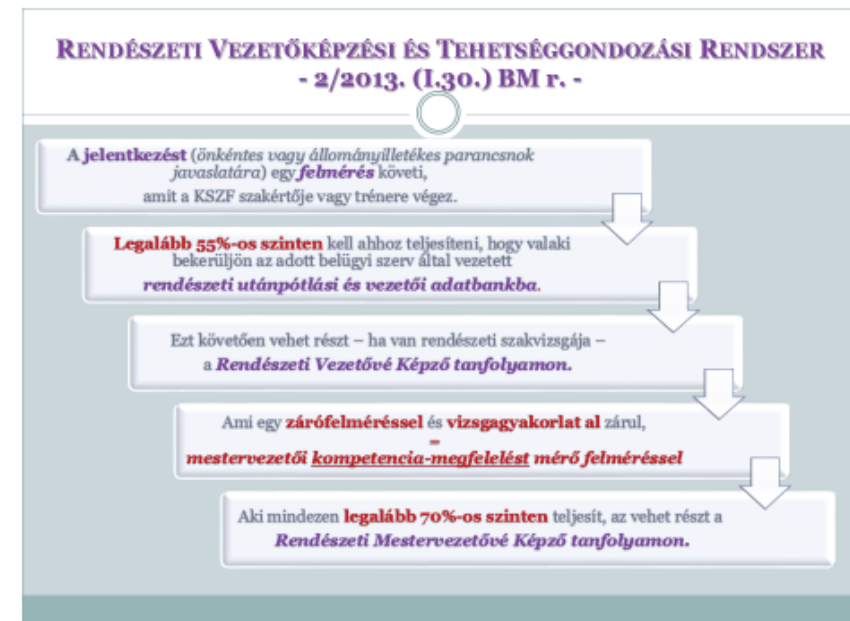 RENDÉSZETI VEZETŐKÉPZÉSI ÉS TEHETSÉGGONDOZÁSI RENDSZER
- 2/2013. (I.30.) BM r. -
A jelentkezést (önkéntes vagy állományilletékes parancsnok
javaslatára) egy felmérés követi,
amit a KSZF szakértője vagy trénere végez.
Legalább 55%-os szinten kell ahhoz teljesíteni, hogy valaki
bekerüljön az adott belügyi szerv által vezetett
rendészeti utánpótlási és vezetői adatbankba.
Ezt követően vehet részt – ha van rendészeti szakvizsgája –
a Rendészeti Vezetővé Képző tanfolyamon.
Ami egy zárófelméréssel és vizsgagyakorlat al zárul,
=
mestervezetői kompetencia-megfelelést mérő felméréssel
Aki mindezen legalább 70%-os szinten teljesít, az vehet részt a
Rendészeti Mestervezetővé Képző tanfolyamon.